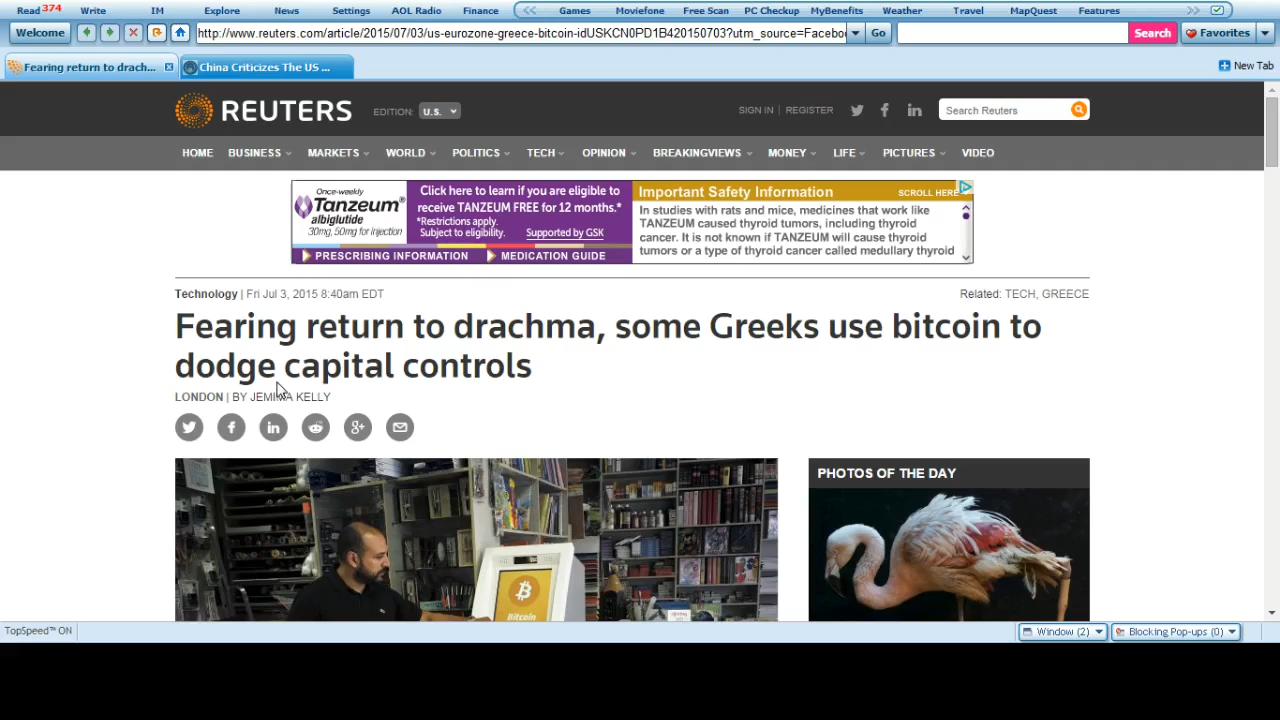 Read 374 Write IM Explore News Settings AOL Radio Finance Games Moviefone Free Scan PC Checkup MyBenefits Weather Travel MapQuest Features
Welcome http://www.reuters.com/article/2015/07/03/us-eurozone-greece-bitcoin-idUSKCN0PD1B420150703?utm_source=Facebo Go Search Favorites
Fearing return to drach... China Criticizes The US ... New Tab
REUTERS EDITION: U.S. SIGN IN | REGISTER Search Reuters
HOME BUSINESS MARKETS WORLD POLITICS TECH OPINION BREAKINGVIEWS MONEY LIFE PICTURES VIDEO
Once-weekly
Tanzeum®
albiglutide
30mg, 50mg for injection
Click here to learn if you are eligible to
receive TANZEUM FREE for 12 months.*
*Restrictions apply.
Subject to eligibility. Supported by GSK
PRESCRIBING INFORMATION MEDICATION GUIDE
Important Safety Information SCROLL HERE
In studies with rats and mice, medicines that work like
TANZEUM caused thyroid tumors, including thyroid
cancer. It is not known if TANZEUM will cause thyroid
tumors or a type of thyroid cancer called medullary thyroid
Technology | Fri Jul 3, 2015 8:40am EDT Related: TECH, GREECE
Fearing return to drachma, some Greeks use bitcoin to
dodge capital controls
LONDON | BY JEMIMA KELLY
PHOTOS OF THE DAY
Bitcoin
TopSpeed™ ON Window (2) Blocking Pop-ups (0)